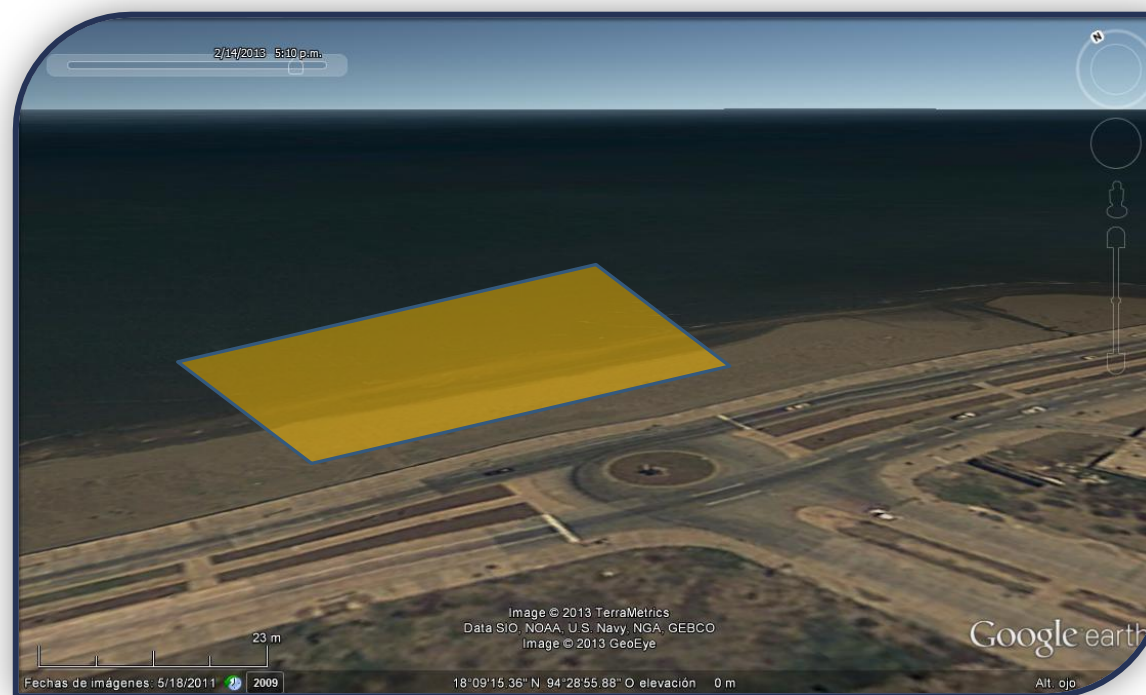 2/14/2013 5:10 p.m.
N
Image © 2013 TerraMetrics
Data SIO, NOAA, U.S. Navy, NGA, GEBCO
Image © 2013 GeoEye
Google earth
23 m
Fechas de imágenes: 5/18/2011 2009 18°09'15.36" N 94°28'55.88" O elevación 0 m Alt. ojo